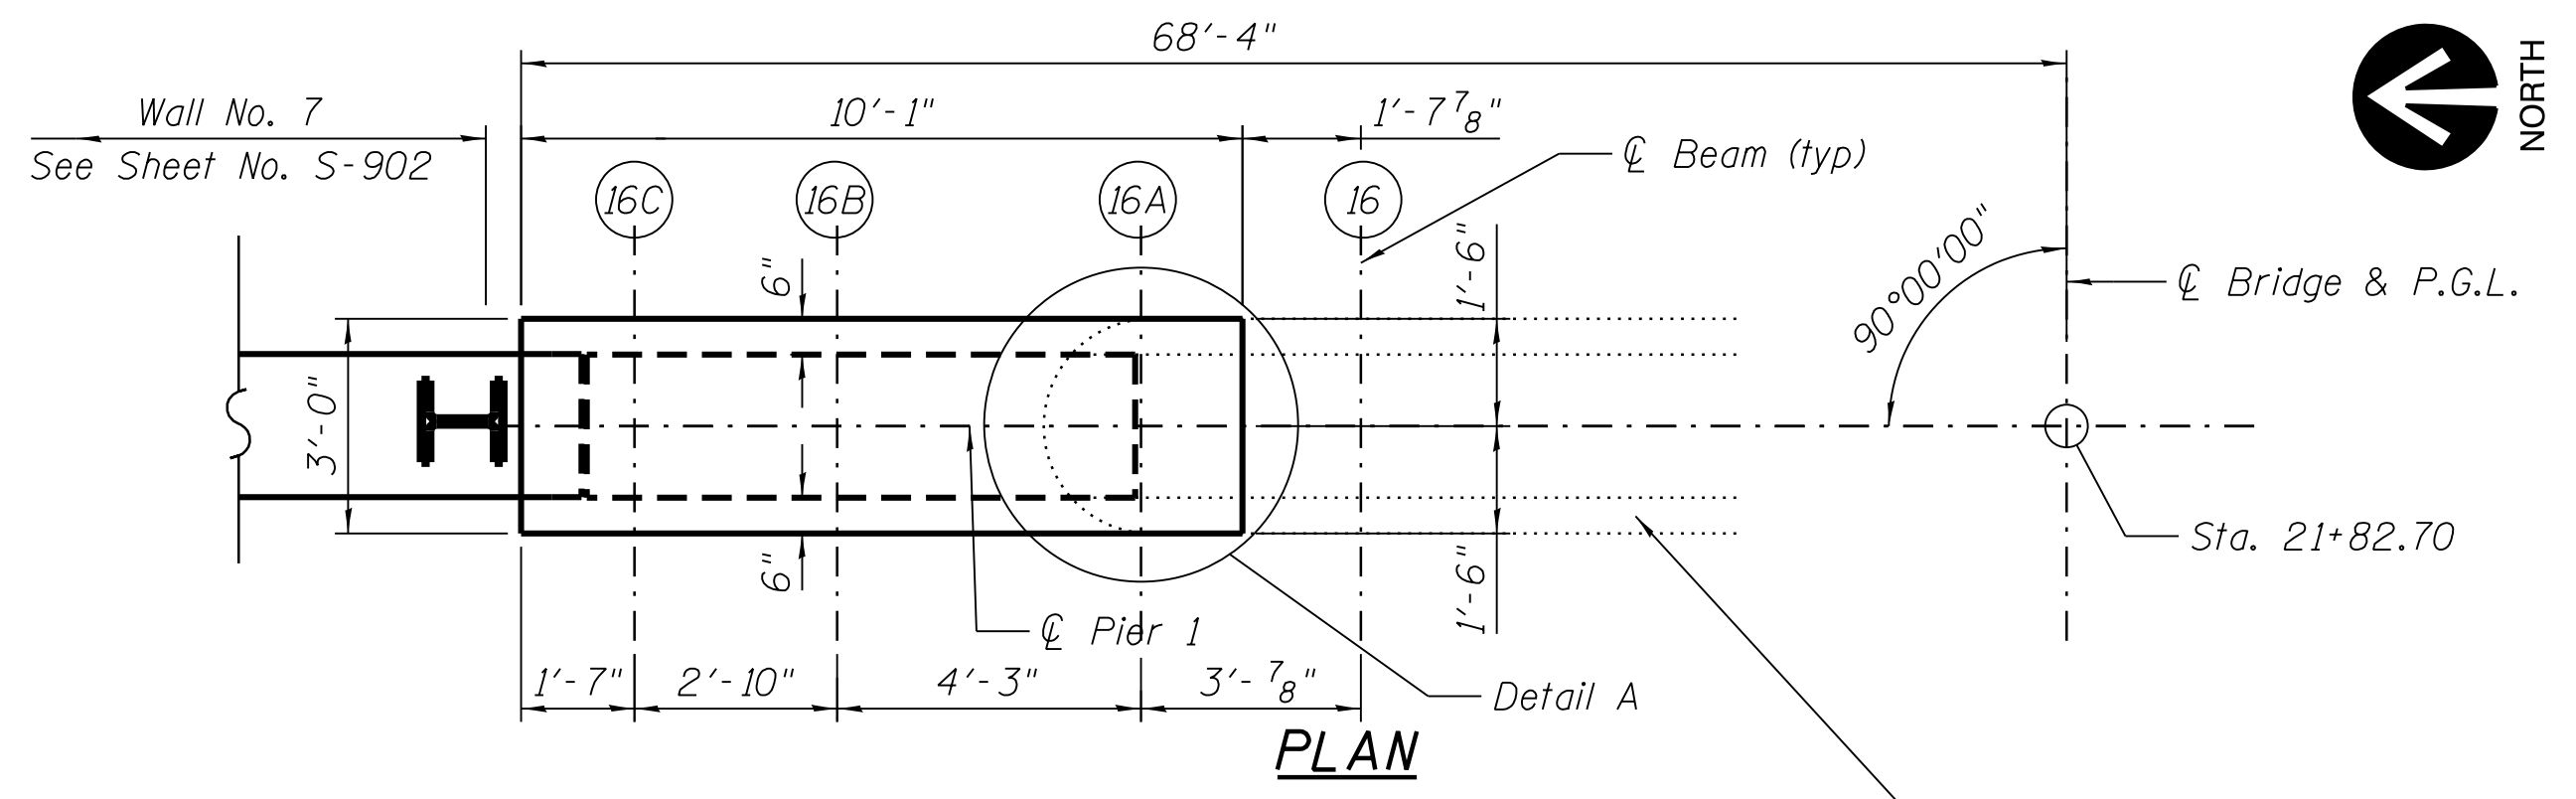 68'-4"
NORTH
Wall No. 7
10'-1"
1'-7 7/8"
See Sheet No. S-902
℄ Beam (typ)
16C
16B
16A
16
90°00'00"
6"
1'-6"
℄ Bridge & P.G.L.
3'-0"
Sta. 21+82.70
6"
1'-6"
℄ Pier 1
1'-7"
2'-10"
4'-3"
3'-7/8"
Detail A
PLAN